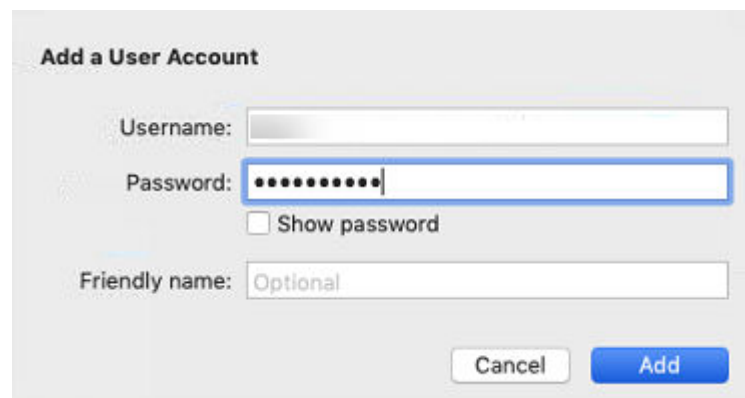 Add a User Account
Username:
Password: ••••••••••
Show password
Friendly name: Optional
Cancel Add